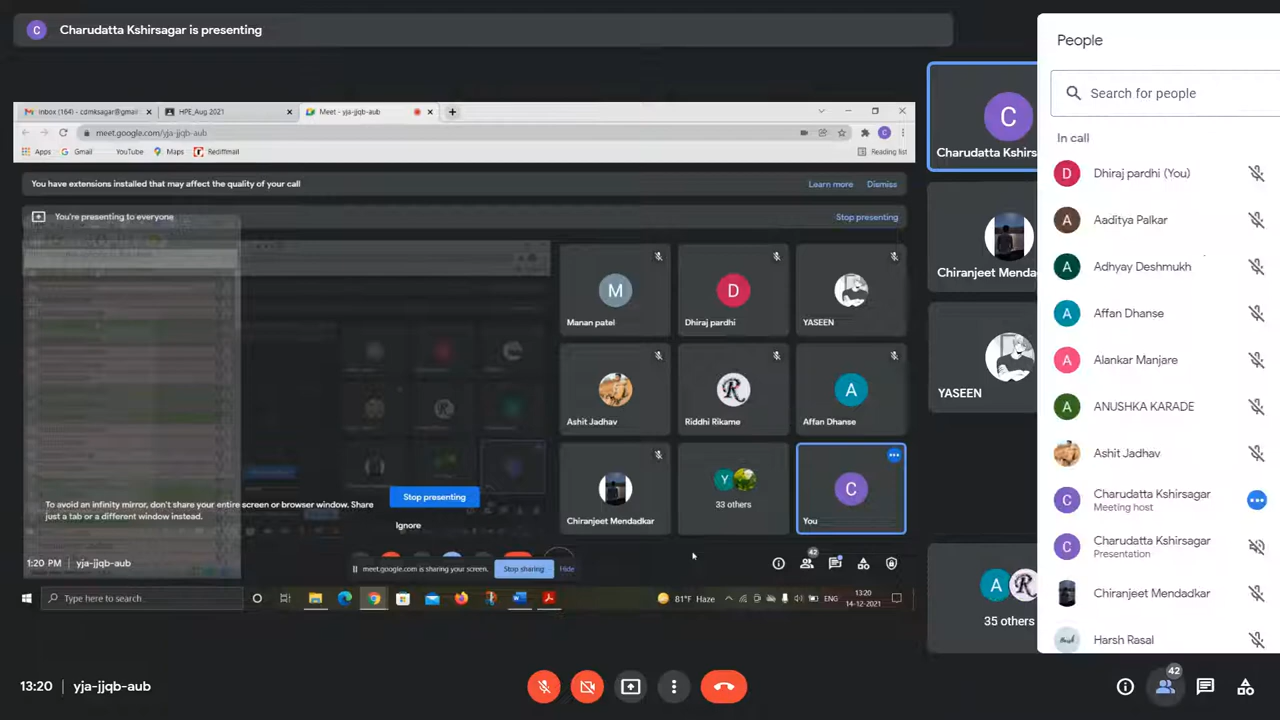 C
Charudatta Kshirsagar is presenting
Inbox (164) - cdmksagar@gmai
HPE_Aug 2021
Meet - yja-jjqb-aub
meet.google.com/yja-jjqb-aub
Apps
Gmail
YouTube
Maps
Rediffmail
Reading list
You have extensions installed that may affect the quality of your call
Learn more
Dismiss
You're presenting to everyone
Stop presenting
M
Manan patel
D
Dhiraj pardhi
YASEEN
Ashit Jadhav
R
Riddhi Rikame
A
Affan Dhanse
Chiranjeet Mendadkar
Y
33 others
C
You
To avoid an infinity mirror, don't share your entire screen or browser window. Share
just a tab or a different window instead.
Stop presenting
Ignore
1:20 PM
yja-jjqb-aub
meet.google.com is sharing your screen.
Stop sharing
Hide
42
Type here to search
81°F Haze
ENG
13:20
14-12-2021
C
Charudatta Kshirs
Chiranjeet Menda
YASEEN
A
R
35 others
People
Search for people
In call
D
Dhiraj pardhi (You)
A
Aaditya Palkar
A
Adhyay Deshmukh
A
Affan Dhanse
A
Alankar Manjare
A
ANUSHKA KARADE
Ashit Jadhav
C
Charudatta Kshirsagar
Meeting host
C
Charudatta Kshirsagar
Presentation
Chiranjeet Mendadkar
Harsh Rasal
13:20
yja-jjqb-aub
42